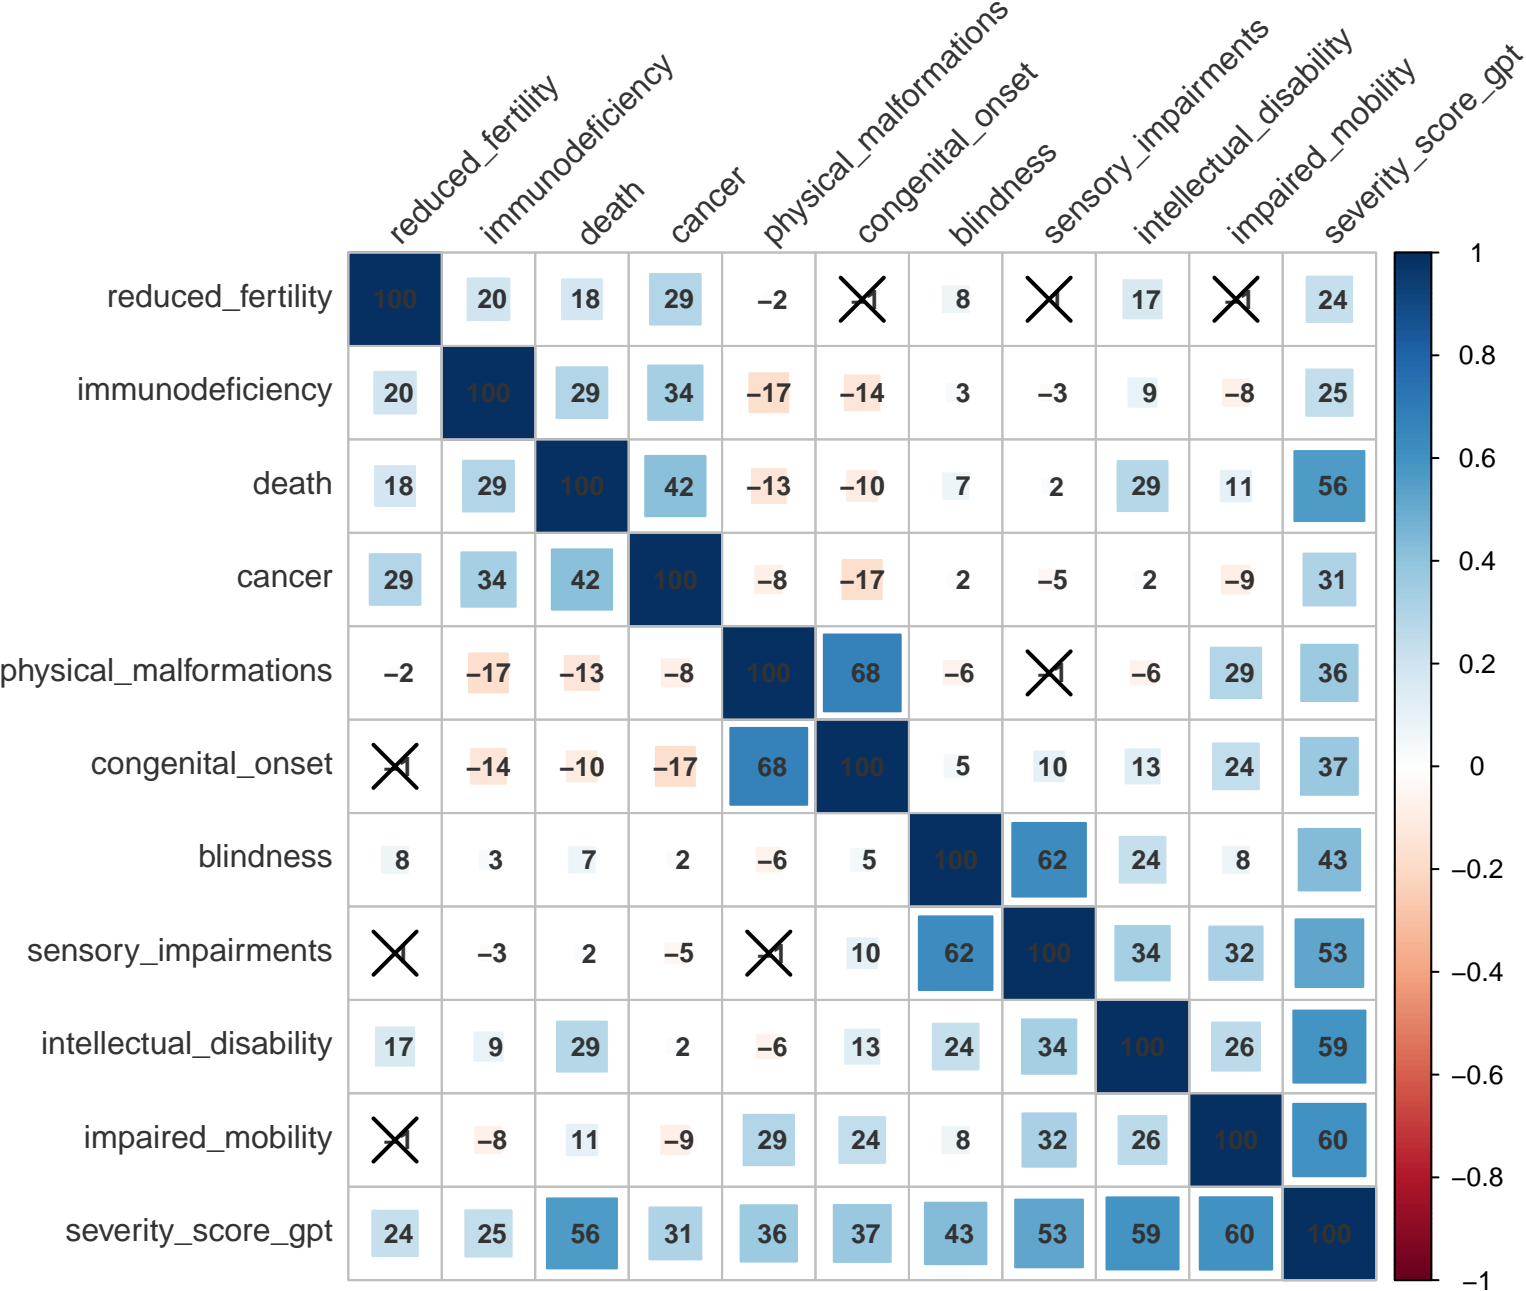 reduced_fertility
immunodeficiency
death
cancer
physical_malformations
congenital_onset
blindness
sensory_impairments
intellectual_disability
impaired_mobility
severity_score_gpt
reduced_fertility 100 20 18 29 −2 8 17 24
immunodeficiency 20 100 29 34 −17 −14 3 −3 9 −8 25
death 18 29 100 42 −13 −10 7 2 29 11 56
cancer 29 34 42 100 −8 −17 2 −5 2 −9 31
physical_malformations −2 −17 −13 −8 100 68 −6 −6 29 36
congenital_onset −14 −10 −17 68 100 5 10 13 24 37
blindness 8 3 7 2 −6 5 100 62 24 8 43
sensory_impairments −3 2 −5 10 62 100 34 32 53
intellectual_disability 17 9 29 2 −6 13 24 34 100 26 59
impaired_mobility −8 11 −9 29 24 8 32 26 100 60
severity_score_gpt 24 25 56 31 36 37 43 53 59 60 100
1
0.8
0.6
0.4
0.2
0
−0.2
−0.4
−0.6
−0.8
−1